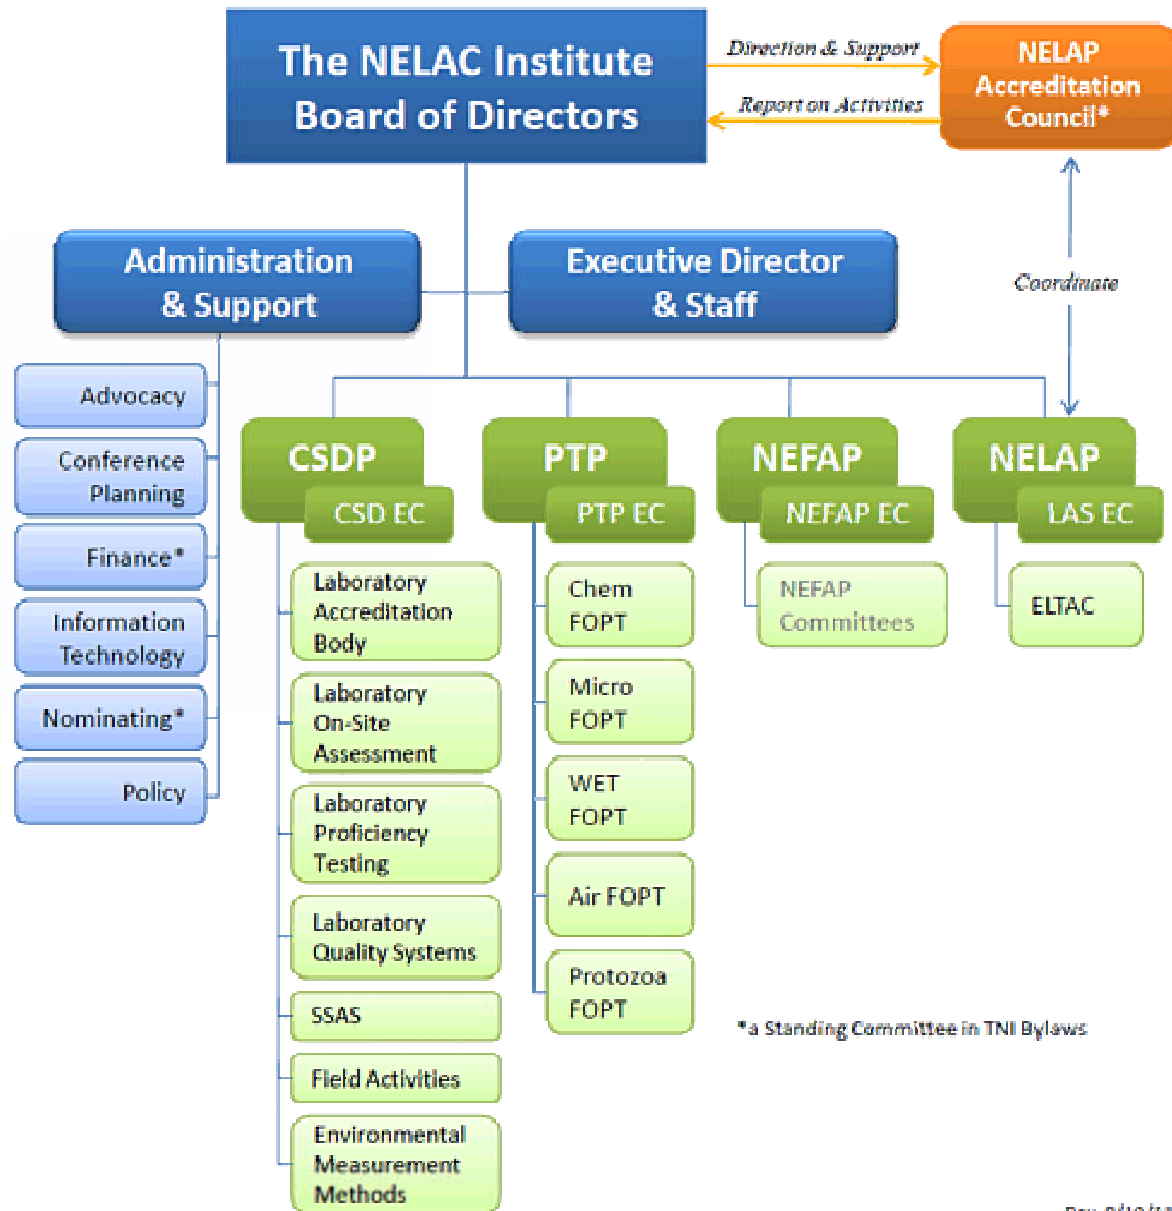 The NELAC Institute
Board of Directors
Direction & Support
Report on Activities
NELAP
Accreditation
Council*
Administration
& Support
Executive Director
& Staff
Coordinate
Advocacy
Conference
Planning
Finance*
Information
Technology
Nominating*
Policy
CSDP
CSD EC
PTP
PTP EC
NEFAP
NEFAP EC
NELAP
LAS EC
Laboratory
Accreditation
Body
Laboratory
On-Site
Assessment
Laboratory
Proficiency
Testing
Laboratory
Quality Systems
SSAS
Field Activities
Environmental
Measurement
Methods
Chem
FOPT
Micro
FOPT
WET
FOPT
Air FOPT
Protozoa
FOPT
NEFAP
Committees
ELTAC
*a Standing Committee in TNI Bylaws